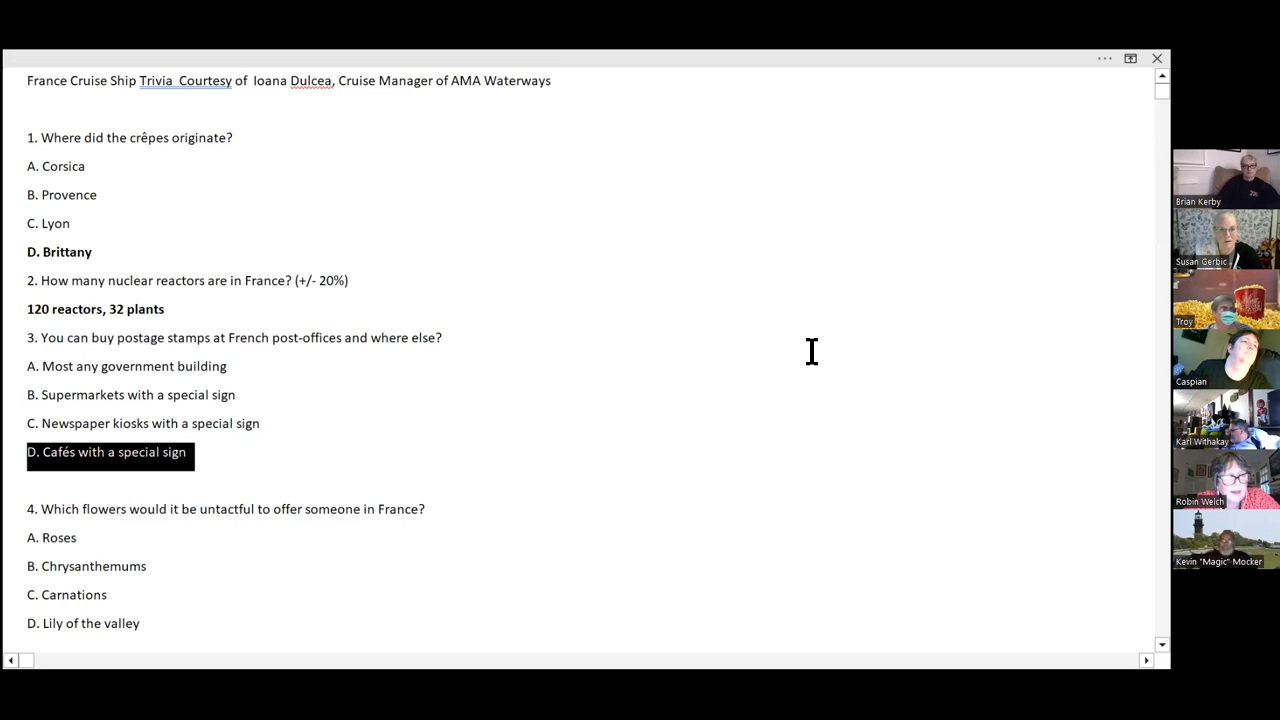 France Cruise Ship Trivia  Courtesy of  Ioana Dulcea, Cruise Manager of AMA Waterways
1. Where did the crêpes originate?
A. Corsica
B. Provence
C. Lyon
D. Brittany
2. How many nuclear reactors are in France? (+/- 20%)
120 reactors, 32 plants
3. You can buy postage stamps at French post-offices and where else?
A. Most any government building
B. Supermarkets with a special sign
C. Newspaper kiosks with a special sign
D. Cafés with a special sign
4. Which flowers would it be untactful to offer someone in France?
A. Roses
B. Chrysanthemums
C. Carnations
D. Lily of the valley
Brian Kerby
Susan Gerbic
Troy
Caspian
Karl Withakay
Robin Welch
Kevin "Magic" Mocker